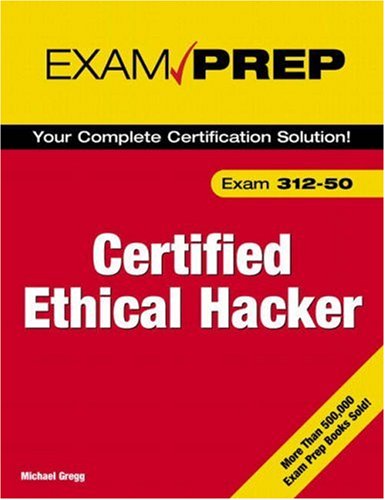 EXAM PREP
Your Complete Certification Solution!
Exam 312-50
Certified
Ethical Hacker
More Than 500,000
Exam Prep Books Sold!
Michael Gregg